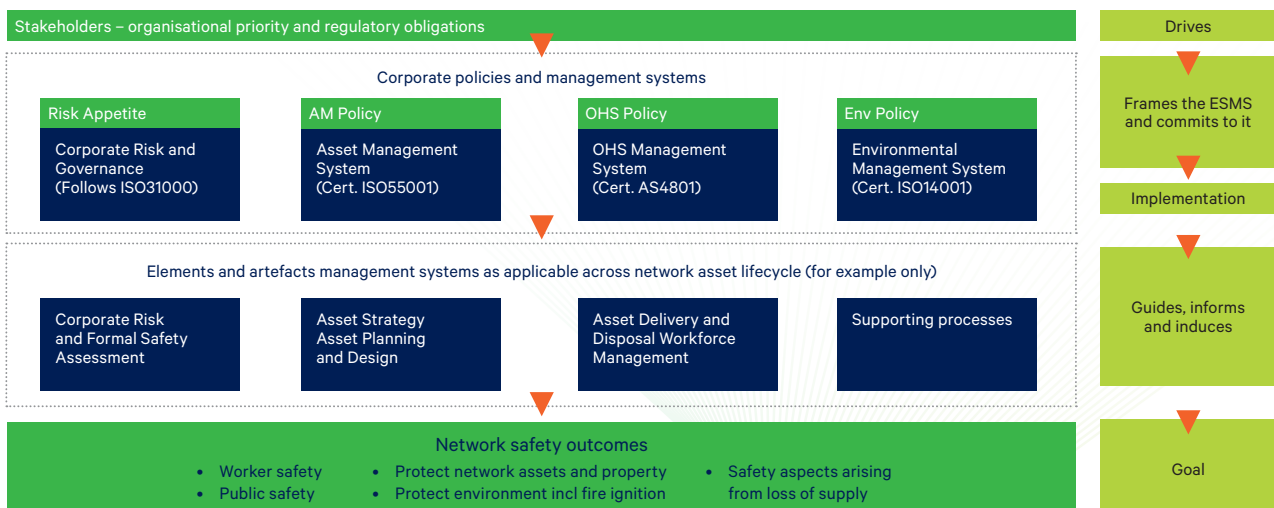 Stakeholders – organisational priority and regulatory obligations
Drives
Corporate policies and management systems
Frames the ESMS
and commits to it
Risk Appetite
Corporate Risk and
Governance
(Follows ISO31000)
AM Policy
Asset Management
System
(Cert. ISO55001)
OHS Policy
OHS Management
System
(Cert. AS4801)
Env Policy
Environmental
Management System
(Cert. ISO14001)
Implementation
Elements and artefacts management systems as applicable across network asset lifecycle (for example only)
Corporate Risk
and Formal Safety
Assessment
Asset Strategy
Asset Planning
and Design
Asset Delivery and
Disposal Workforce
Management
Supporting processes
Guides, informs
and induces
Network safety outcomes
• Worker safety
• Public safety
• Protect network assets and property
• Protect environment incl fire ignition
• Safety aspects arising
from loss of supply
Goal